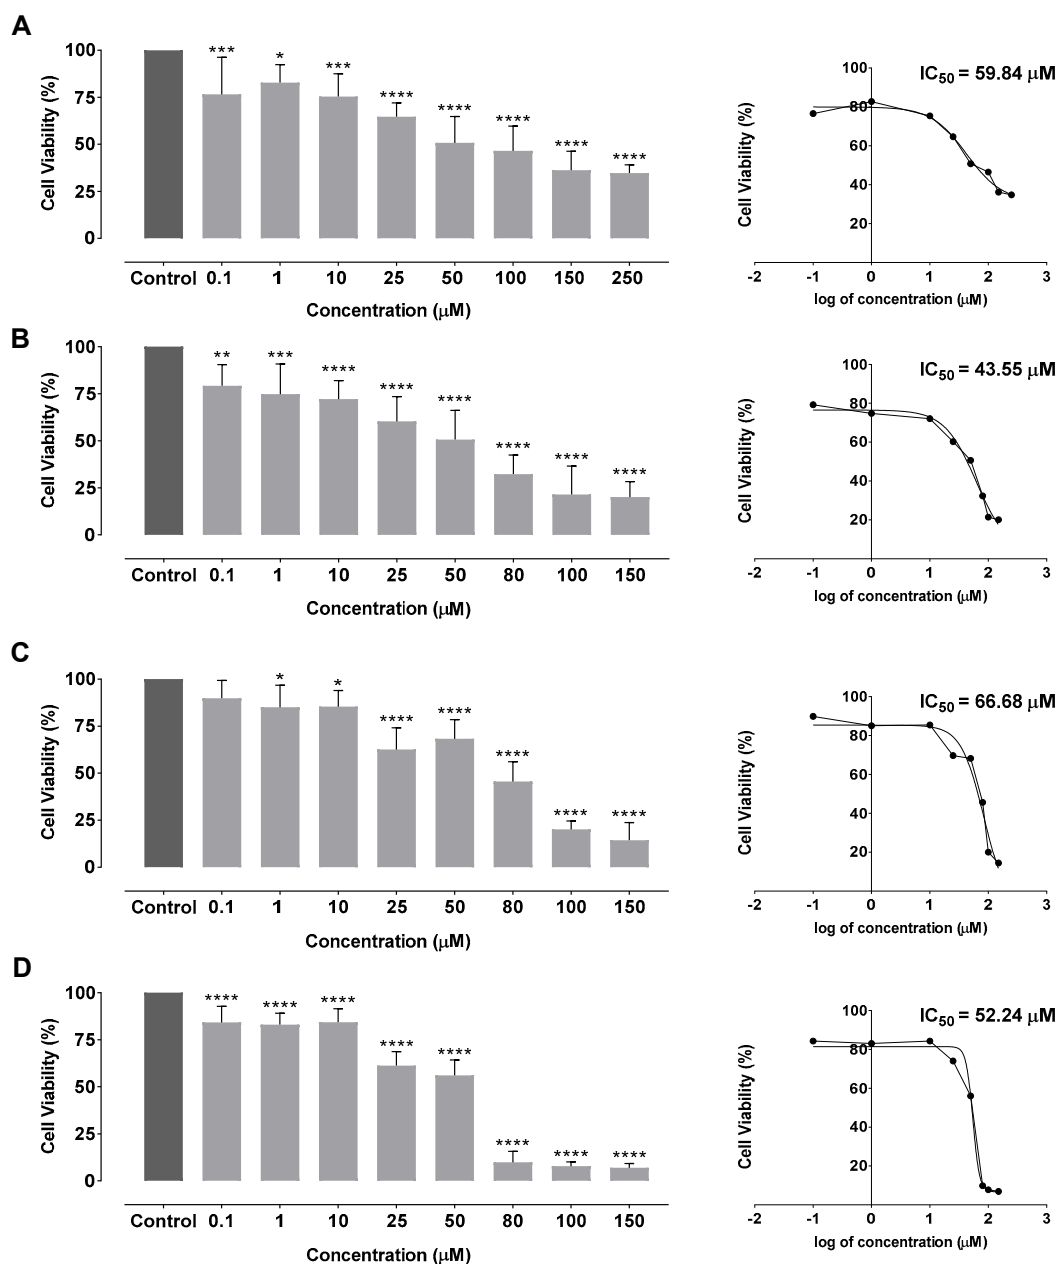 A
Cell Viability (%)
100
75
50
25
0
*** * *** **** **** **** **** ****
Control 0.1 1 10 25 50 100 150 250
Concentration (μM)
IC50 = 59.84 μM
Cell Viability (%)
100
80
60
40
20
-2 -1 0 1 2 3
log of concentration (μM)
B
Cell Viability (%)
100
75
50
25
0
** *** **** **** **** **** **** ****
Control 0.1 1 10 25 50 80 100 150
Concentration (μM)
IC50 = 43.55 μM
Cell Viability (%)
100
80
60
40
20
-2 -1 0 1 2 3
log of concentration (μM)
C
Cell Viability (%)
100
75
50
25
0
* * **** **** **** **** ****
Control 0.1 1 10 25 50 80 100 150
Concentration (μM)
IC50 = 66.68 μM
Cell Viability (%)
100
80
60
40
20
-2 -1 0 1 2 3
log of concentration (μM)
D
Cell Viability (%)
100
75
50
25
0
**** **** **** **** **** **** **** ****
Control 0.1 1 10 25 50 80 100 150
Concentration (μM)
IC50 = 52.24 μM
Cell Viability (%)
100
80
60
40
20
-2 -1 0 1 2 3
log of concentration (μM)